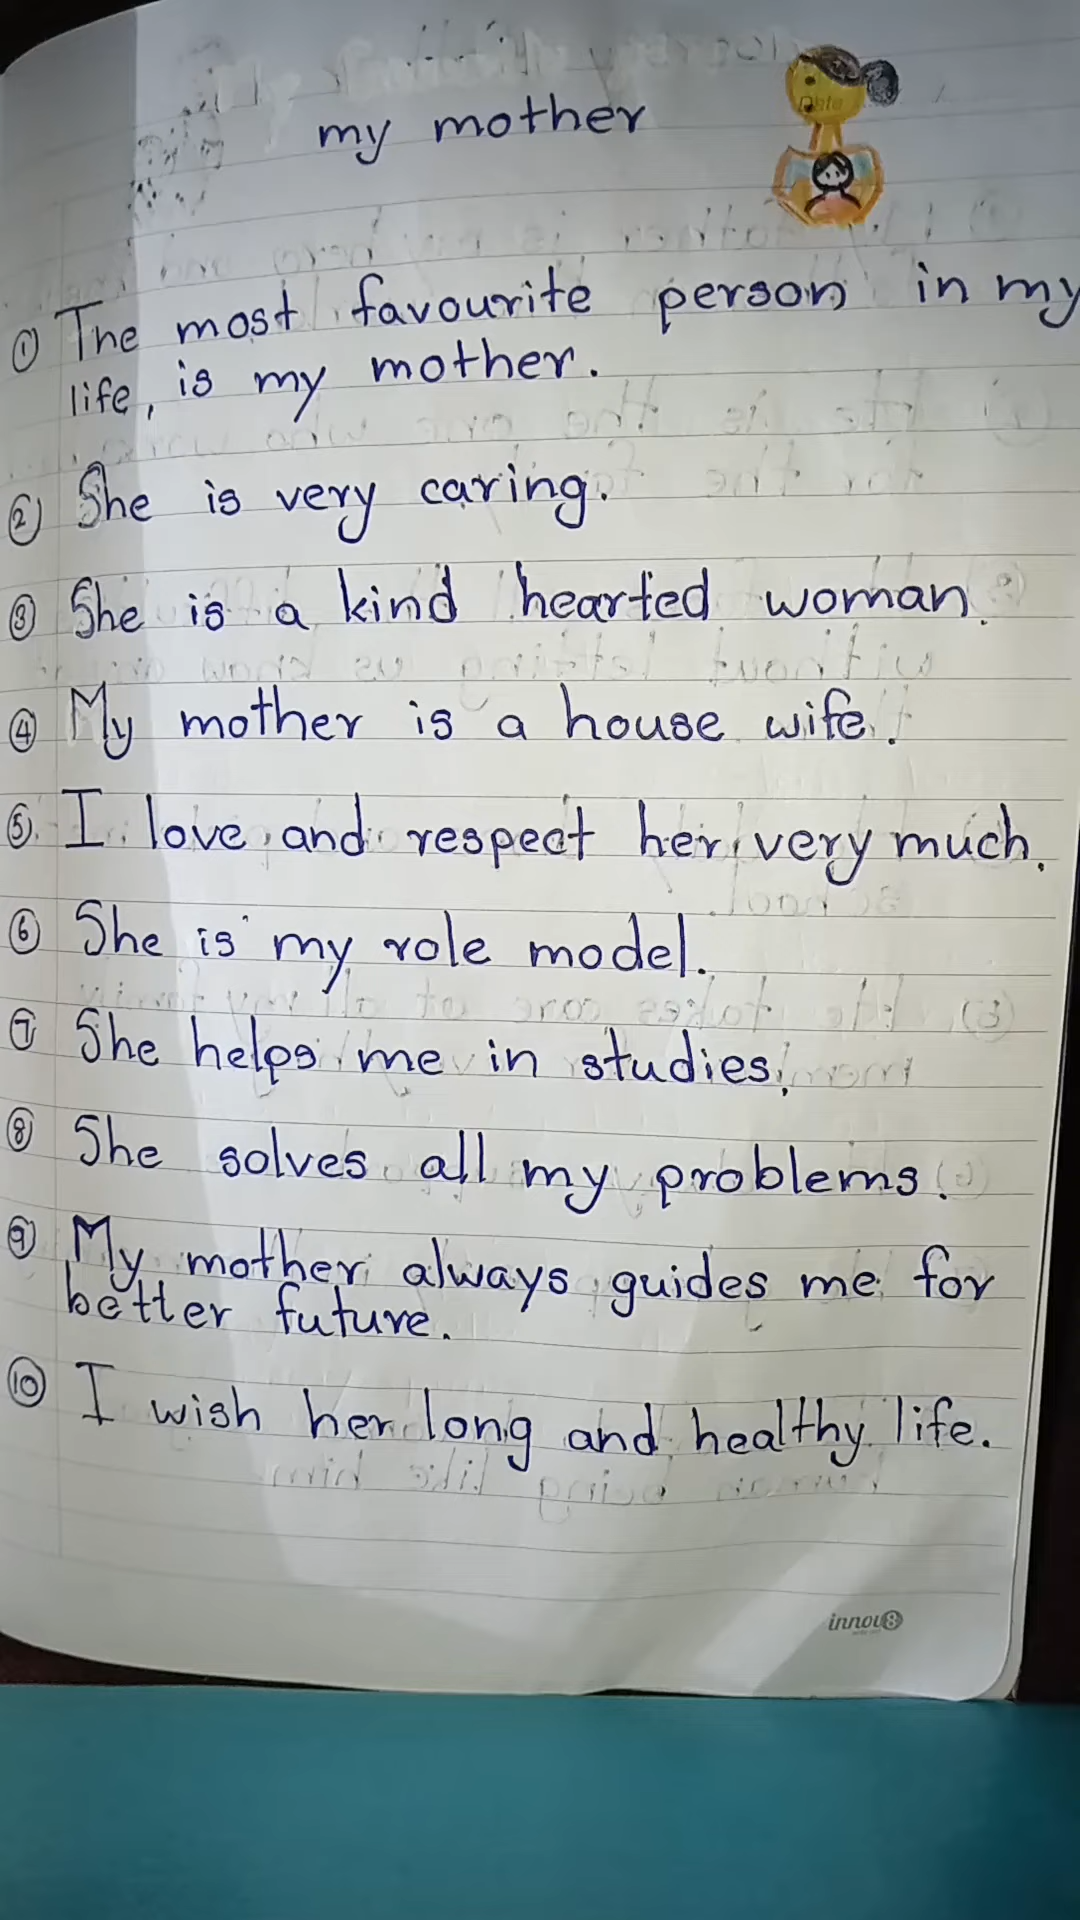 my mother
Date
① The most favourite person in my
life, is my mother.
② She is very caring.
③ She is a kind hearted woman.
④ My mother is a house wife.
⑤. I love and respect her very much.
⑥ She is my role model.
⑦ She helps me in studies.
⑧ She solves all my problems.
⑨ My mother always guides me for
better future.
⑩ I wish her long and healthy life.
innov8